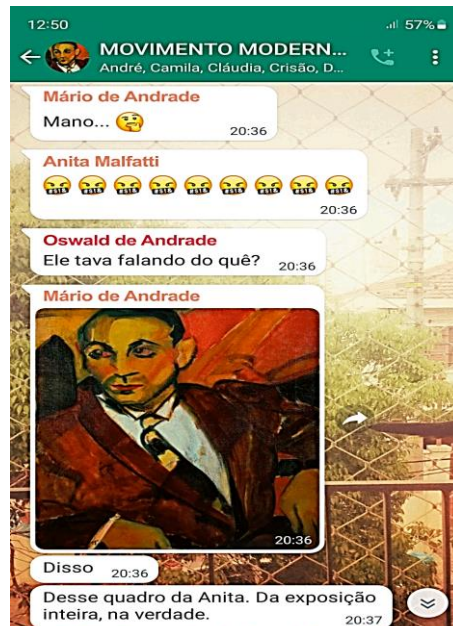 12:50
57%
MOVIMENTO MODERN...
André, Camila, Cláudia, Crisão, D...
Mário de Andrade
Mano...
20:36
Anita Malfatti
20:36
Oswald de Andrade
Ele tava falando do quê? 20:36
Mário de Andrade
20:36
Disso 20:36
Desse quadro da Anita. Da exposição
inteira, na verdade.
20:37